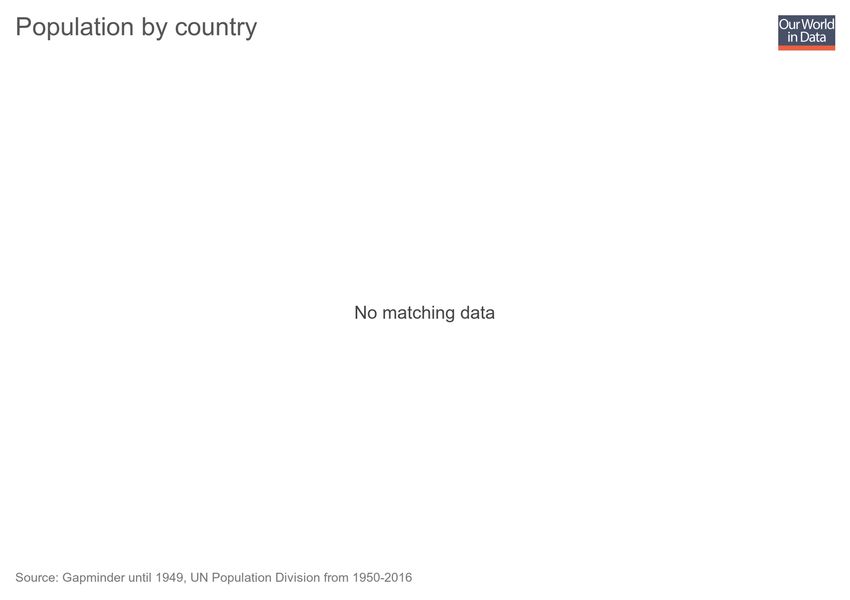 Population by country
Our World
in Data
No matching data
Source: Gapminder until 1949, UN Population Division from 1950-2016